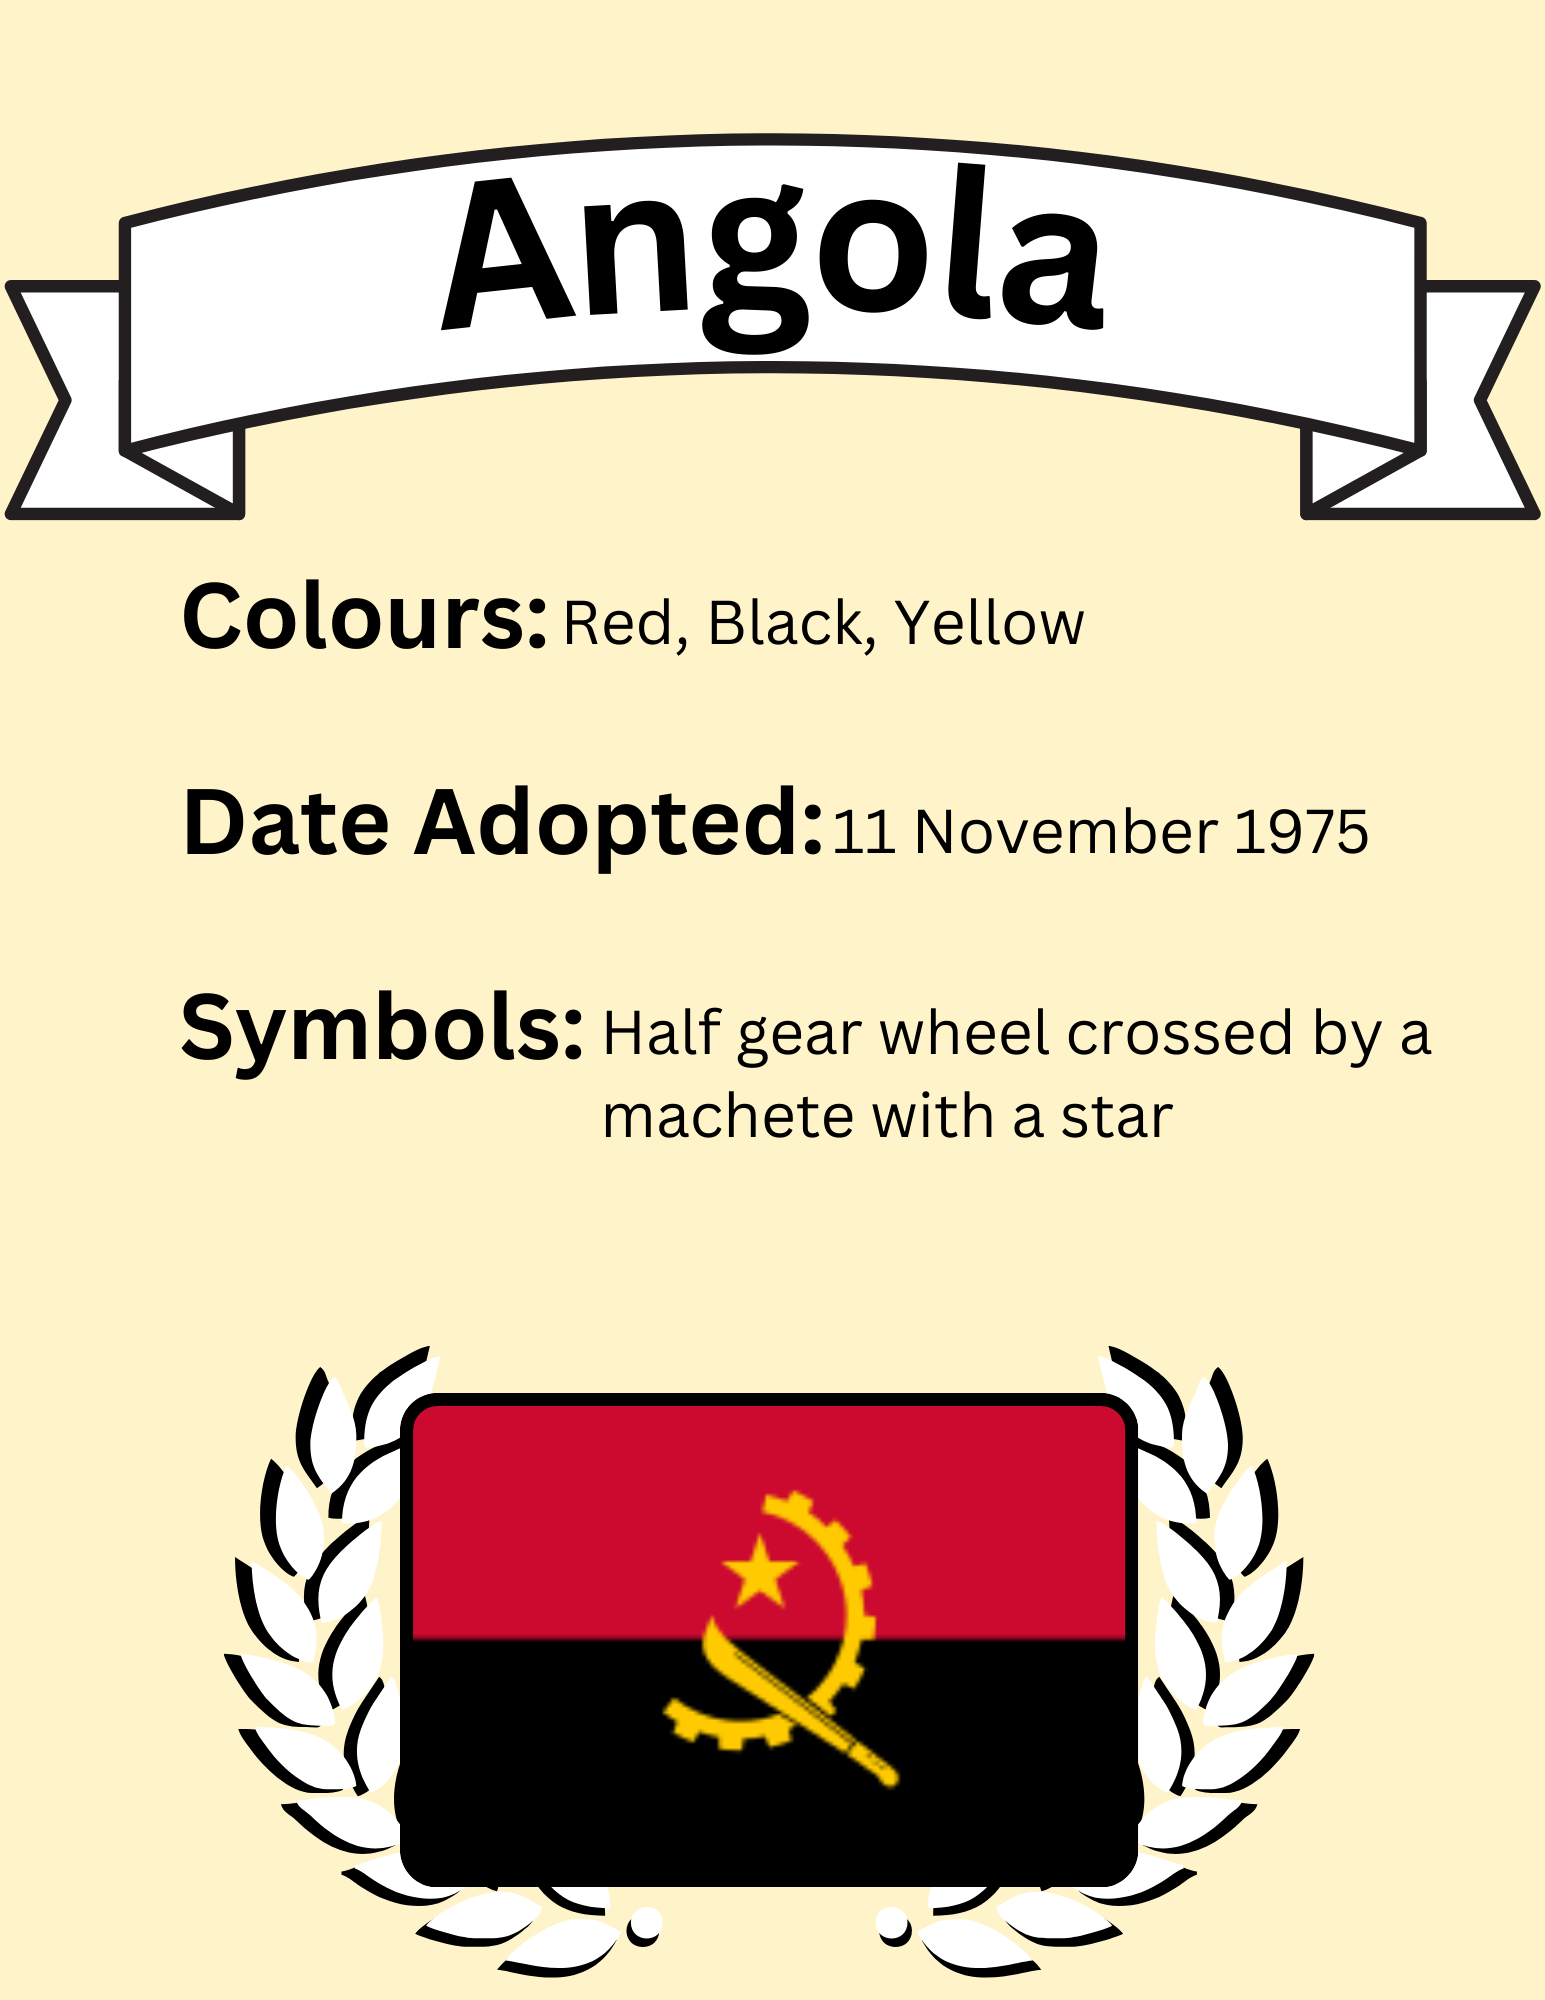 Angola
Colours: Red, Black, Yellow
Date Adopted: 11 November 1975
Symbols: Half gear wheel crossed by a
machete with a star